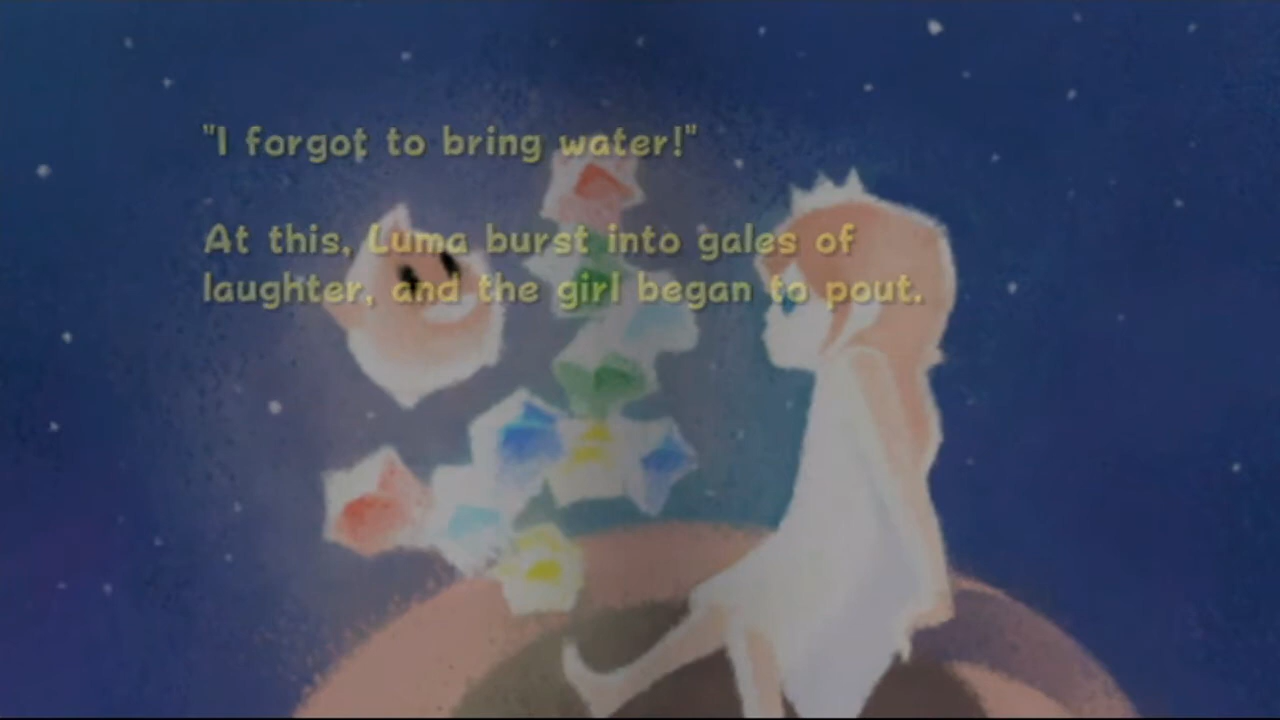 "I forgot to bring water!"
At this, Luma burst into gales of
laughter, and the girl began to pout.